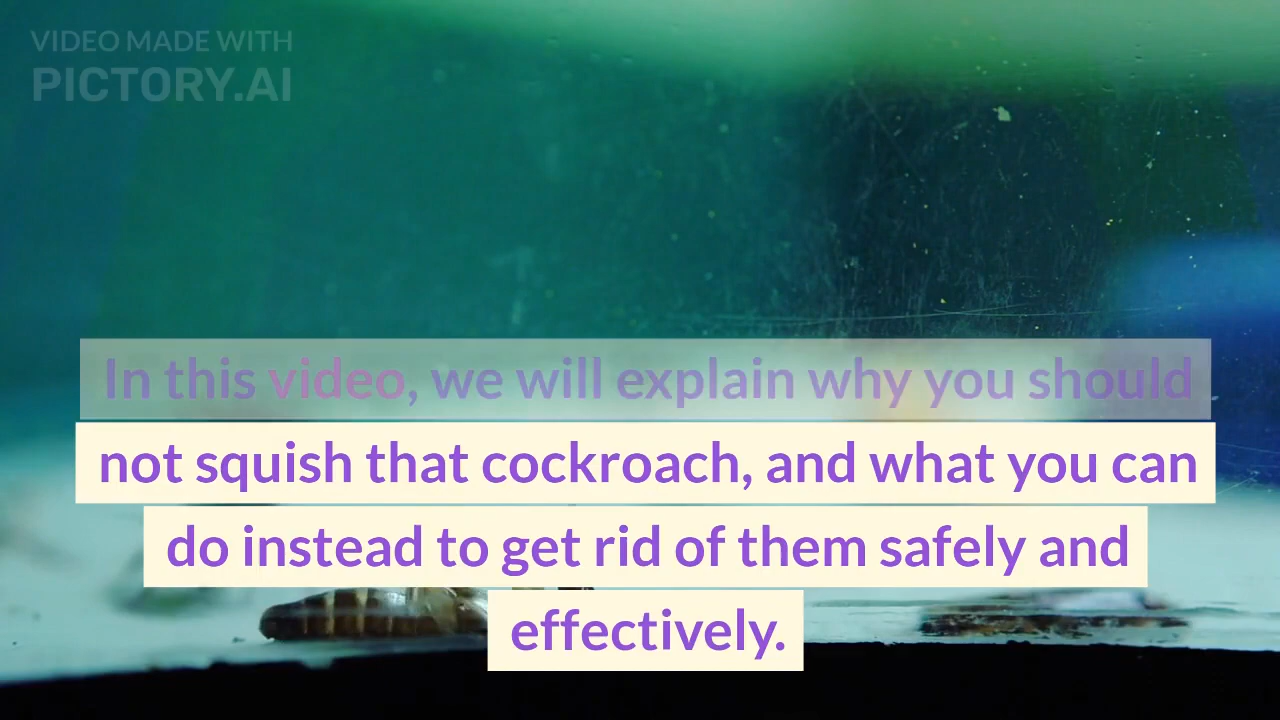 VIDEO MADE WITH
PICTORY.AI
In this video, we will explain why you should
not squish that cockroach, and what you can
do instead to get rid of them safely and
effectively.